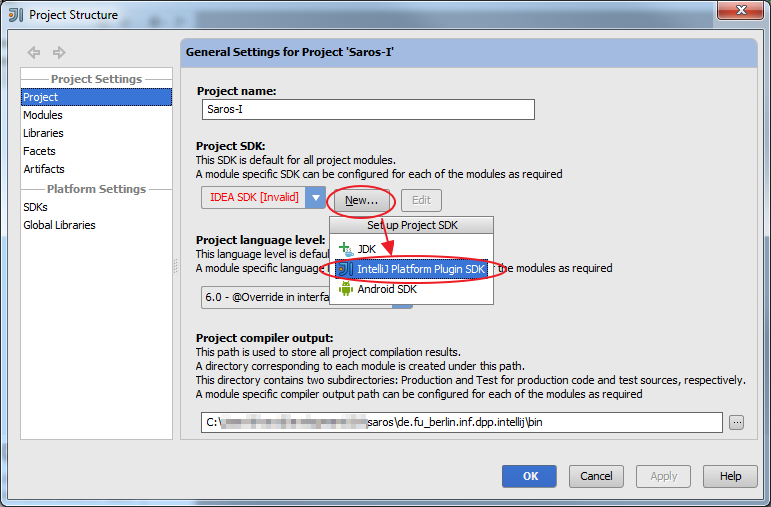 Project Structure
General Settings for Project 'Saros-I'
Project Settings
Project
Modules
Libraries
Facets
Artifacts
Platform Settings
SDKs
Global Libraries
Project name:
Saros-I
Project SDK:
This SDK is default for all project modules.
A module specific SDK can be configured for each of the modules as required
IDEA SDK [Invalid]
New...
Edit
Set up Project SDK
JDK
IntelliJ Platform Plugin SDK
Android SDK
Project language level:
This language level is default
A module specific language the modules as required
6.0 - @Override in interfa
Project compiler output:
This path is used to store all project compilation results.
A directory corresponding to each module is created under this path.
This directory contains two subdirectories: Production and Test for production code and test sources, respectively.
A module specific compiler output path can be configured for each of the modules as required
C:\ saros\de.fu_berlin.inf.dpp.intellij\bin
...
OK
Cancel
Apply
Help